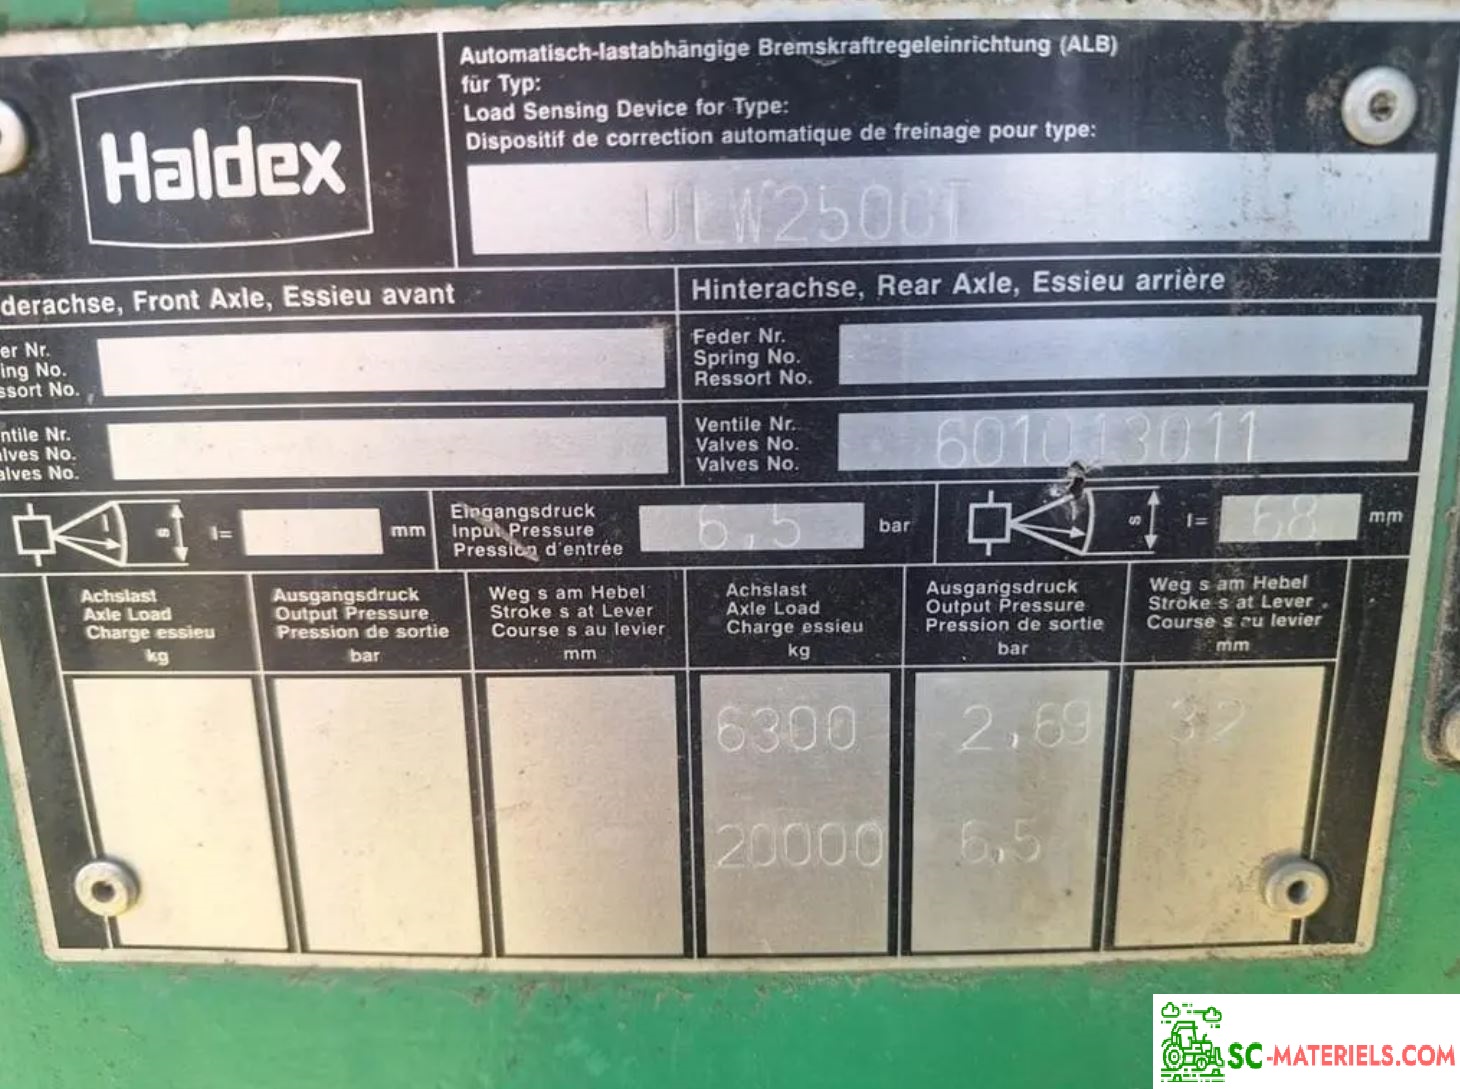 Haldex
Automatisch-lastabhängige Bremskraftregeleinrichtung (ALB)
für Typ:
Load Sensing Device for Type:
Dispositif de correction automatique de freinage pour type:
ULW250CT
derachse, Front Axle, Essieu avant
Hinterachse, Rear Axle, Essieu arrière
er Nr.
ing No.
ssort No.
Feder Nr.
Spring No.
Ressort No.
ntile Nr.
alves No.
alves No.
Ventile Nr.
Valves No.
Valves No.
601013011
s
l=
mm
Eingangsdruck
Input Pressure
Pression d'entrée
6,5
bar
s
l=
68
mm
Achslast
Axle Load
Charge essieu
kg
Ausgangsdruck
Output Pressure
Pression de sortie
bar
Weg s am Hebel
Stroke s at Lever
Course s au levier
mm
Achslast
Axle Load
Charge essieu
kg
Ausgangsdruck
Output Pressure
Pression de sortie
bar
Weg s am Hebel
Stroke s at Lever
Course s au levier
mm
6300 2,69 32
20000 6,5
SC-MATERIELS.COM